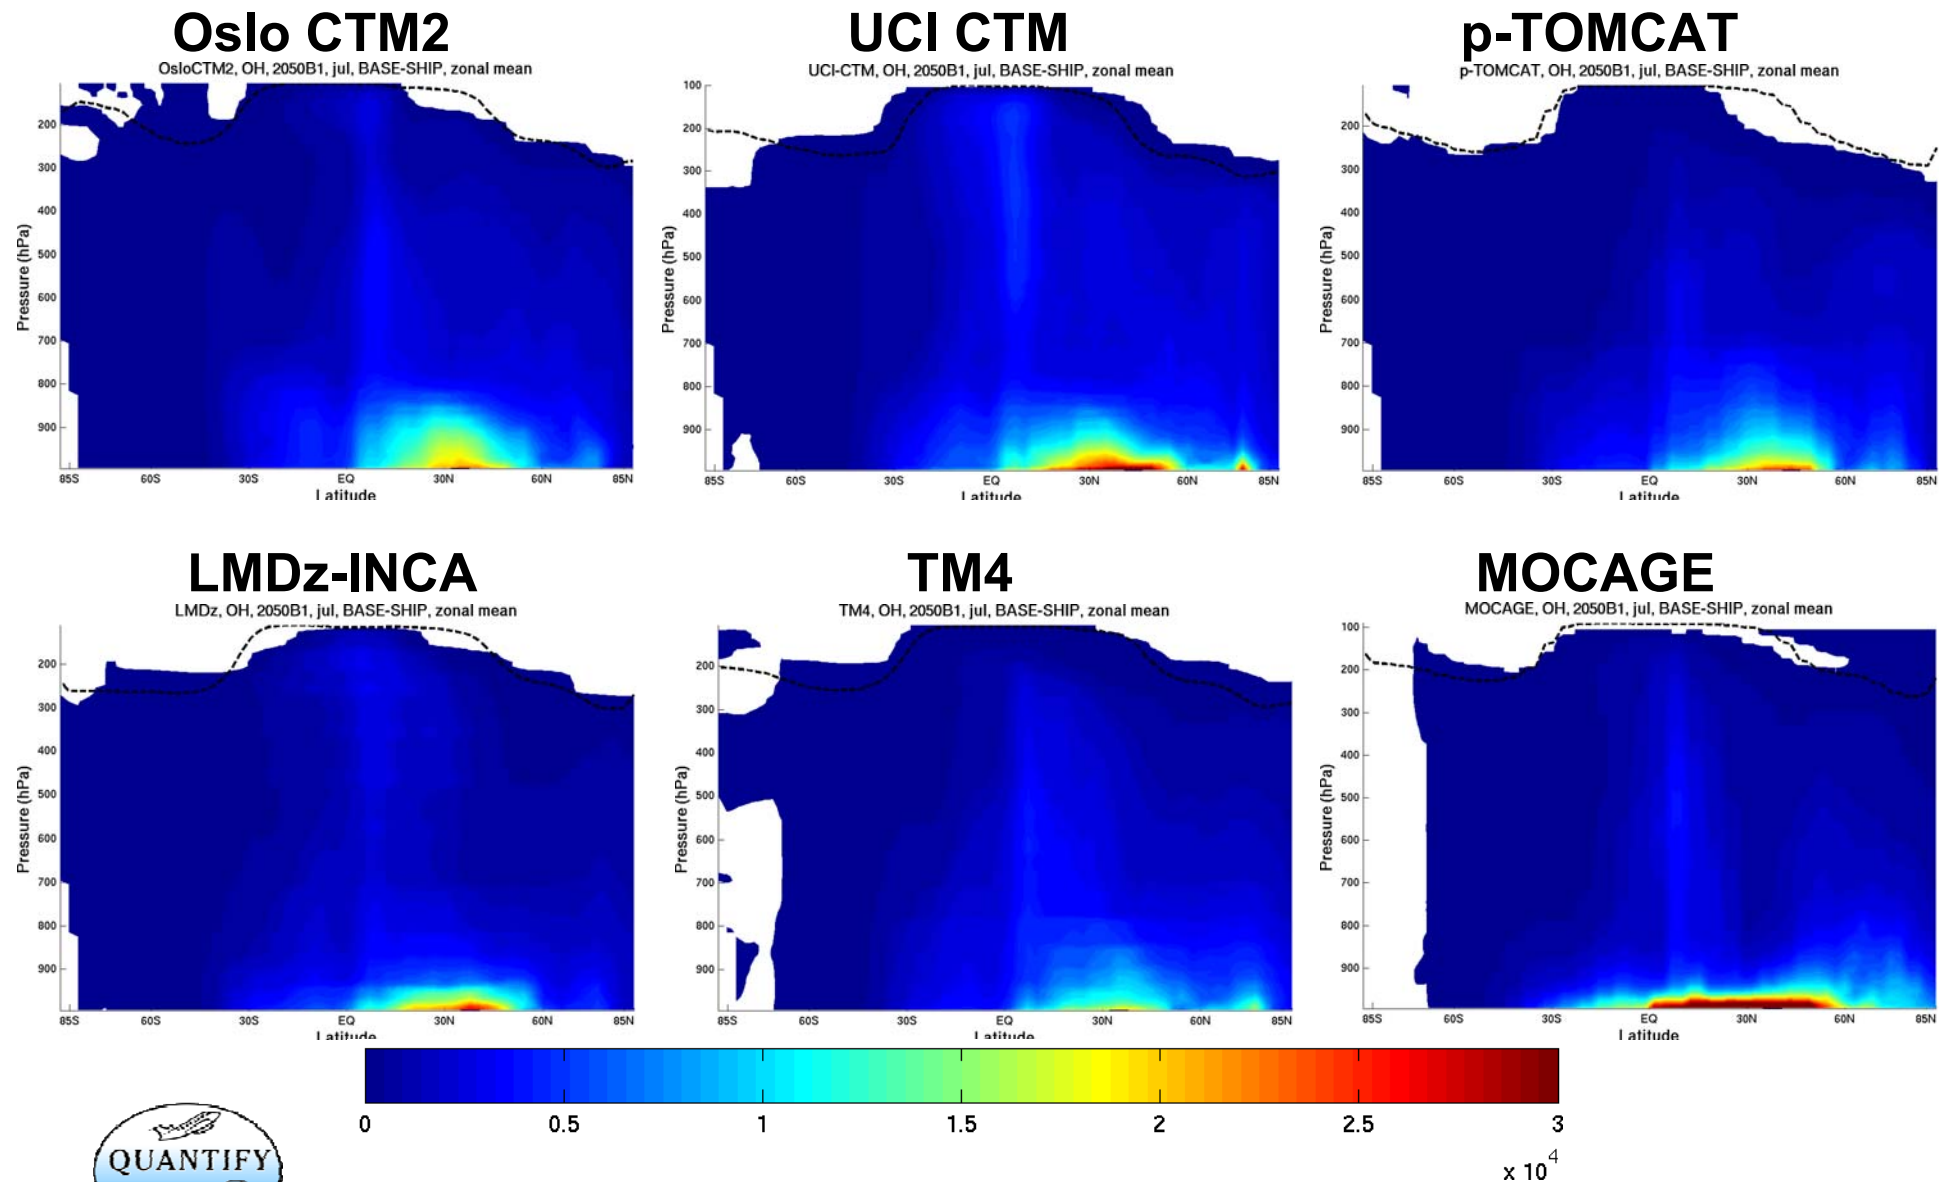 Oslo CTM2
OsloCTM2, OH, 2050B1, jul, BASE-SHIP, zonal mean
200
300
400
500
600
700
800
900
Pressure (hPa)
85S 60S 30S EQ 30N 60N 85N
Latitude
UCI CTM
UCI-CTM, OH, 2050B1, jul, BASE-SHIP, zonal mean
100
200
300
400
500
600
700
800
900
Pressure (hPa)
85S 60S 30S EQ 30N 60N 85N
Latitude
p-TOMCAT
p-TOMCAT, OH, 2050B1, jul, BASE-SHIP, zonal mean
200
300
400
500
600
700
800
900
Pressure (hPa)
85S 60S 30S EQ 30N 60N 85N
Latitude
LMDz-INCA
LMDz, OH, 2050B1, jul, BASE-SHIP, zonal mean
200
300
400
500
600
700
800
900
Pressure (hPa)
85S 60S 30S EQ 30N 60N 85N
Latitude
TM4
TM4, OH, 2050B1, jul, BASE-SHIP, zonal mean
200
300
400
500
600
700
800
900
Pressure (hPa)
85S 60S 30S EQ 30N 60N 85N
Latitude
MOCAGE
MOCAGE, OH, 2050B1, jul, BASE-SHIP, zonal mean
100
200
300
400
500
600
700
800
900
Pressure (hPa)
85S 60S 30S EQ 30N 60N 85N
Latitude
0 0.5 1 1.5 2 2.5 3
x 10^4
QUANTIFY